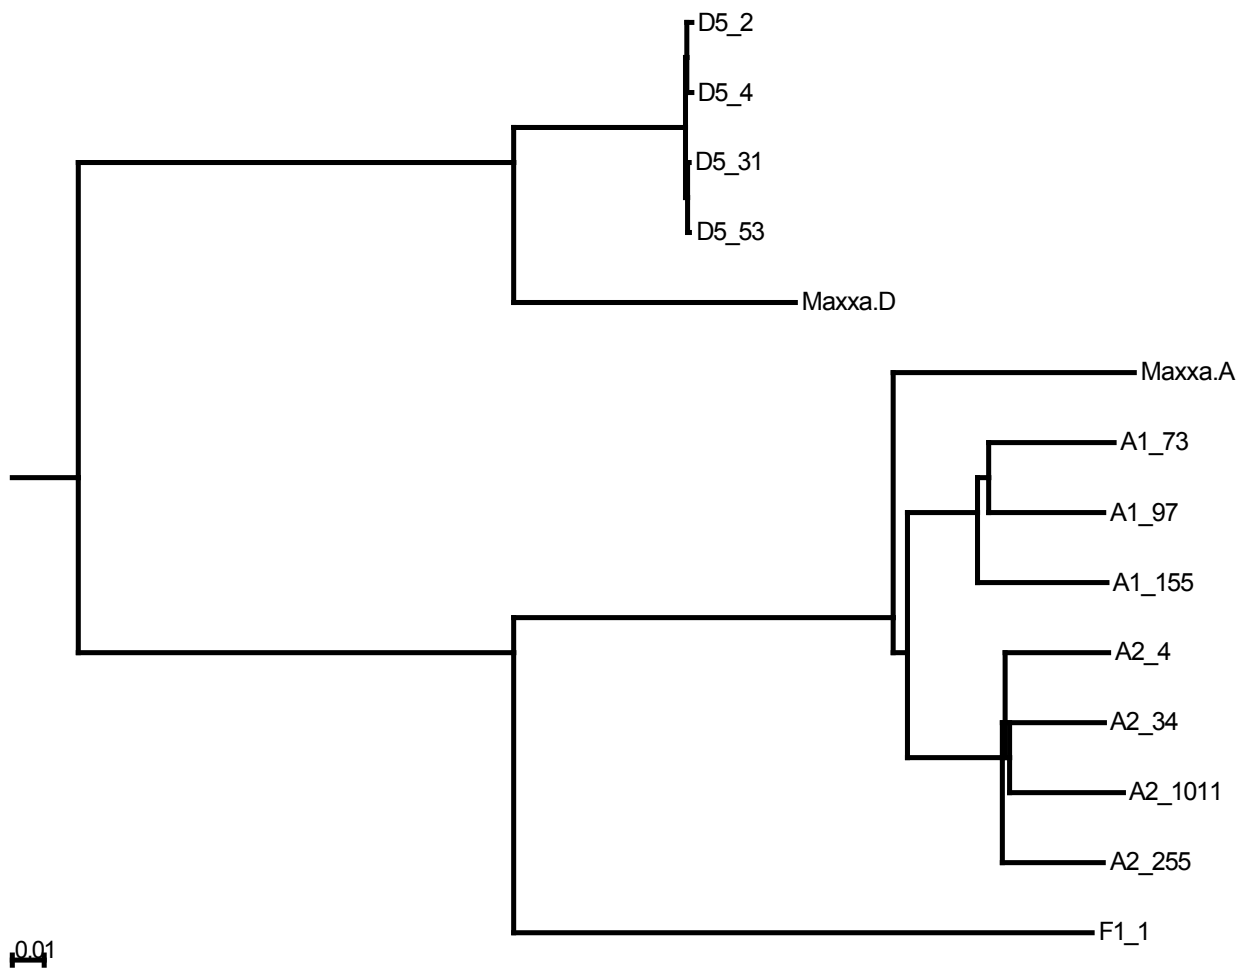 D5_2
D5_4
D5_31
D5_53
Maxxa.D
Maxxa.A
A1_73
A1_97
A1_155
A2_4
A2_34
A2_1011
A2_255
F1_1
0.01